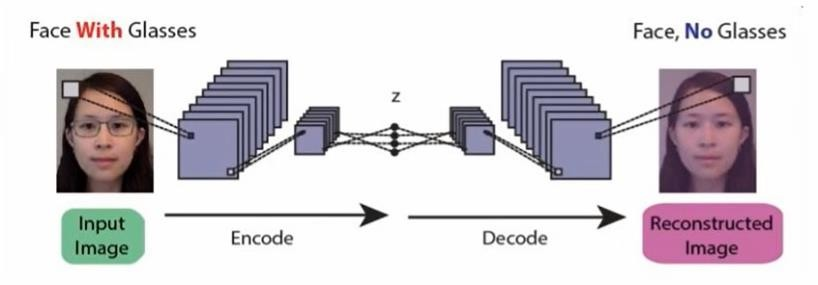 Face With Glasses
Face, No Glasses
z
Input
Image
Encode
Decode
Reconstructed
Image